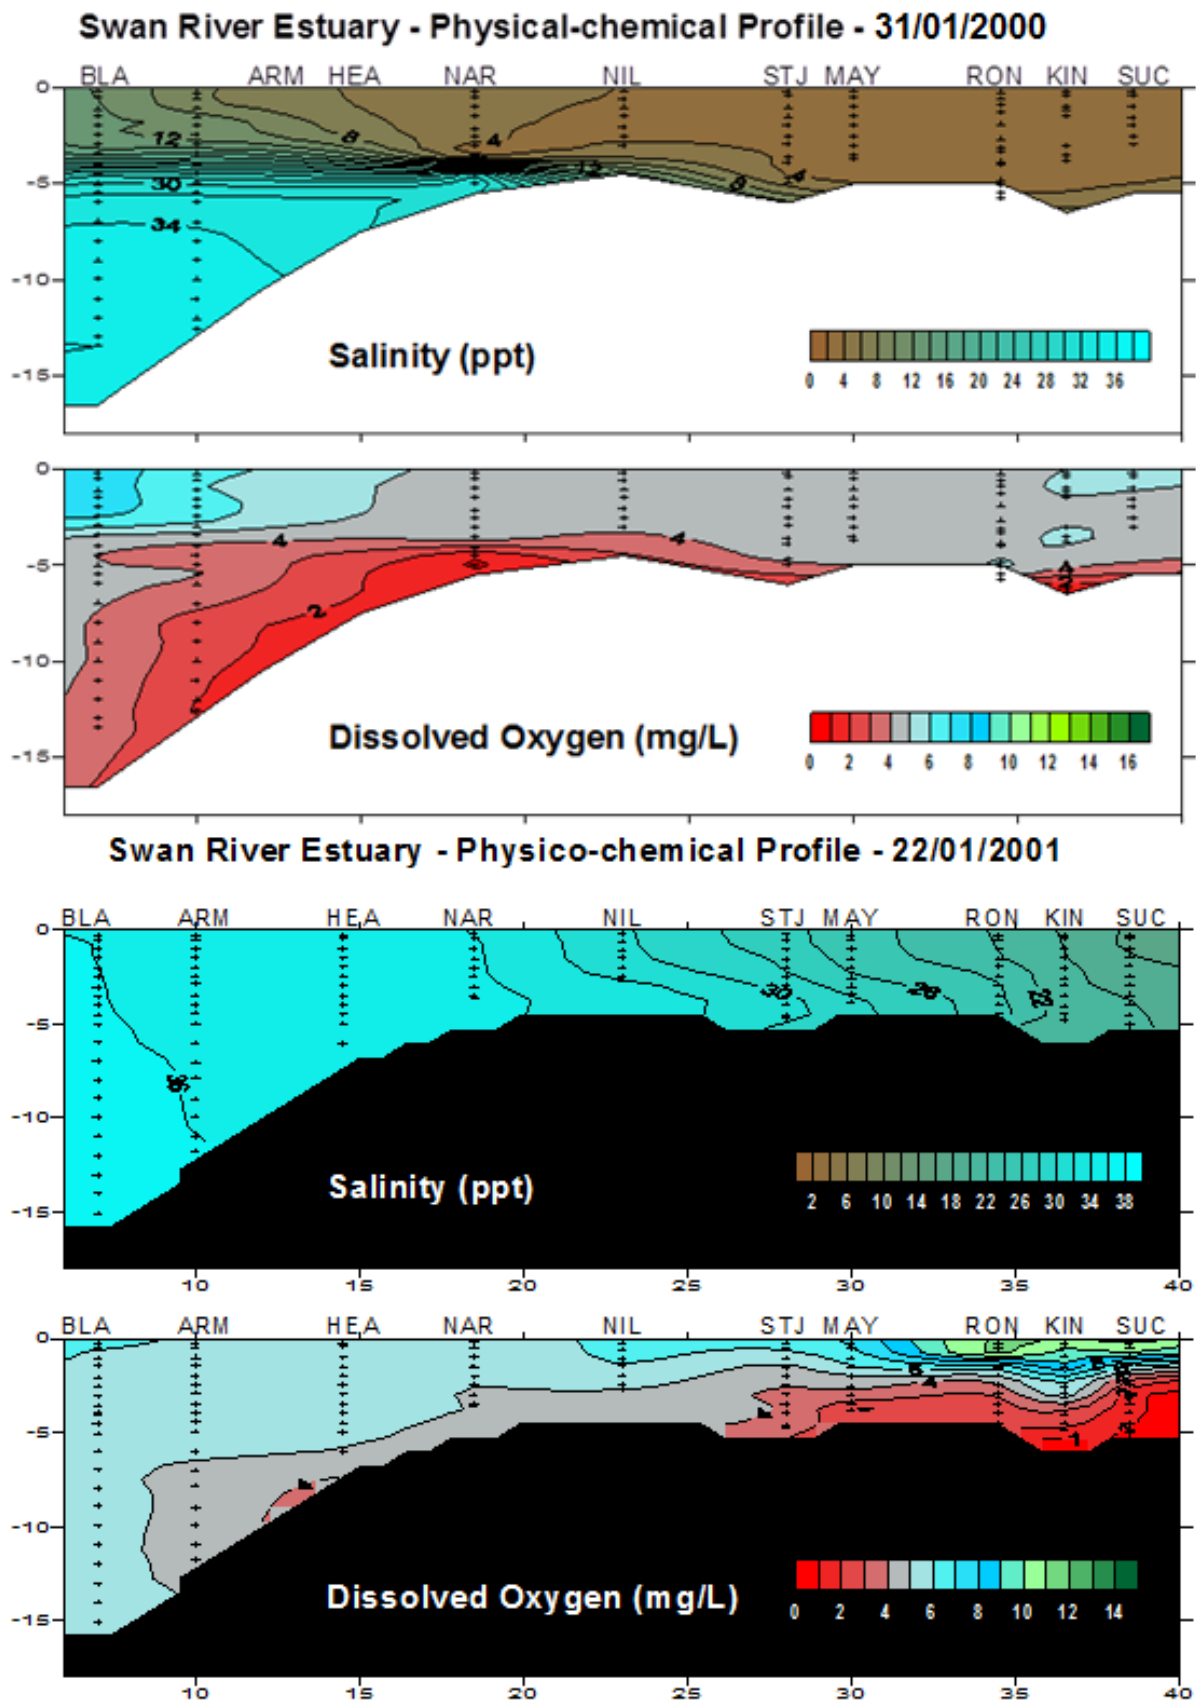 Swan River Estuary - Physical-chemical Profile - 31/01/2000
BLA ARM HEA NAR NIL STJ MAY RON KIN SUC
0
12 8 4
12
-5 30 8 4
34
-10
Salinity (ppt)
-15
0 4 8 12 16 20 24 28 32 36
0
4 4
-5 4
2 2
-10
Dissolved Oxygen (mg/L)
-15
0 2 4 6 8 10 12 14 16
Swan River Estuary - Physico-chemical Profile - 22/01/2001
BLA ARM HEA NAR NIL STJ MAY RON KIN SUC
0
30
-5
-10
Salinity (ppt)
-15
2 6 10 14 18 22 26 30 34 38
10 15 20 25 30 35 40
BLA ARM HEA NAR NIL STJ MAY RON KIN SUC
0
4
-5
1
-10
Dissolved Oxygen (mg/L)
-15
0 2 4 6 8 10 12 14
10 15 20 25 30 35 40